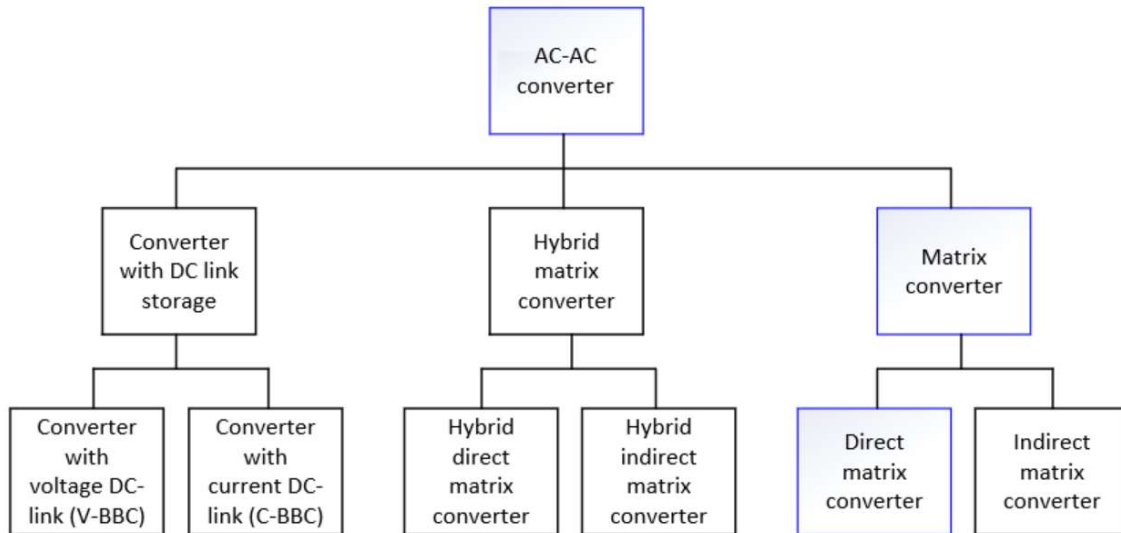 AC-AC
converter
Converter
with DC link
storage
Hybrid
matrix
converter
Matrix
converter
Converter
with
voltage DC-
link (V-BBC)
Converter
with
current DC-
link (C-BBC)
Hybrid
direct
matrix
converter
Hybrid
indirect
matrix
converter
Direct
matrix
converter
Indirect
matrix
converter